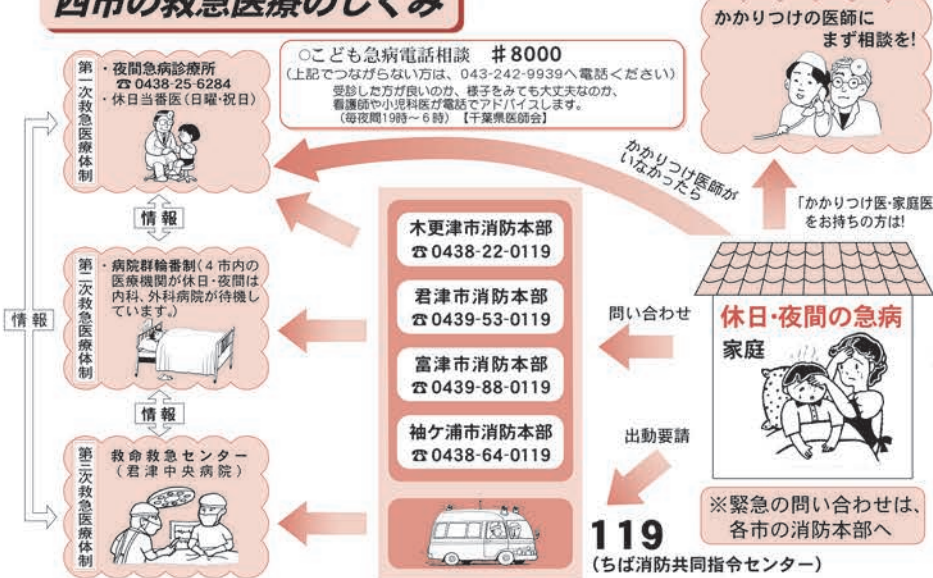 四市の救急医療のしくみ
かかりつけの医師に
まず相談を!
○こども急病電話相談 ♯8000
(上記でつながらない方は、043-242-9939へ電話ください)
受診した方が良いのか、様子をみても大丈夫なのか、
看護師や小児科医が電話でアドバイスします。
(毎夜間19時～6時)【千葉県医師会】
第一次救急医療体制
・夜間急病診療所
☎0438-25-6284
・休日当番医(日曜・祝日)
かかりつけ医師が
いなかったら
「かかりつけ医・家庭医
をお持ちの方は!
情報
情報
第二次救急医療体制
・病院群輪番制(4市内の
医療機関が休日・夜間は
内科、外科病院が待機し
ています。)
情報
第三次救急医療体制
救命救急センター
(君津中央病院)
木更津市消防本部
☎0438-22-0119
君津市消防本部
☎0439-53-0119
富津市消防本部
☎0439-88-0119
袖ケ浦市消防本部
☎0438-64-0119
問い合わせ
出動要請
休日・夜間の急病
家庭
119
(ちば消防共同指令センター)
※緊急の問い合わせは、
各市の消防本部へ